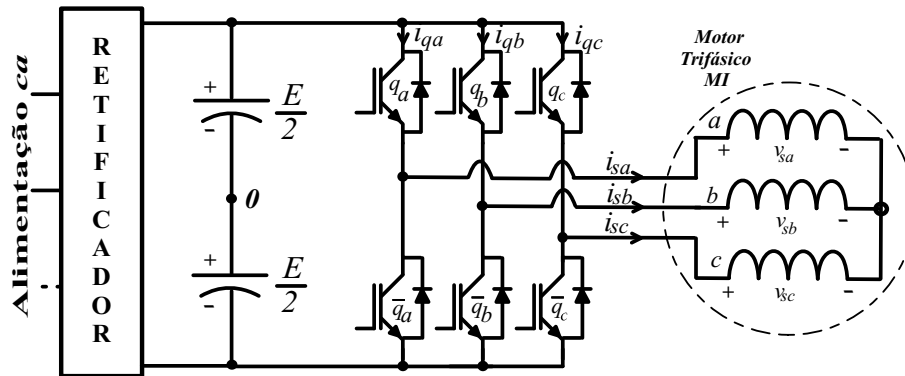 Alimentação ca
RETIFICADOR
+
E
2
-
0
+
E
2
-
i_qa
i_qb
i_qc
q_a
q_b
q_c
q̅_a
q̅_b
q̅_c
i_sa
i_sb
i_sc
Motor
Trifásico
MI
a
+ v_sa -
b
+ v_sb -
c
+ v_sc -